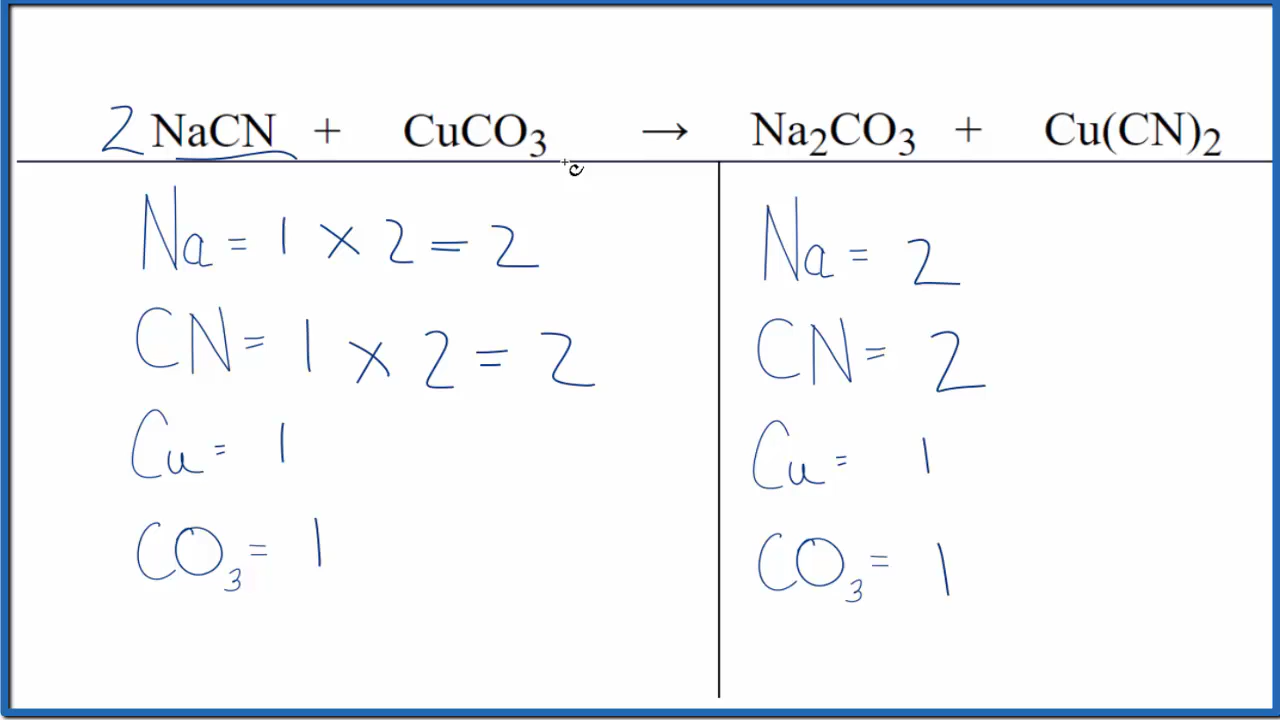 2 NaCN + CuCO₃ → Na₂CO₃ + Cu(CN)₂
Na = 1 × 2 = 2
CN = 1 × 2 = 2
Cu = 1
CO₃ = 1
Na = 2
CN = 2
Cu = 1
CO₃ = 1